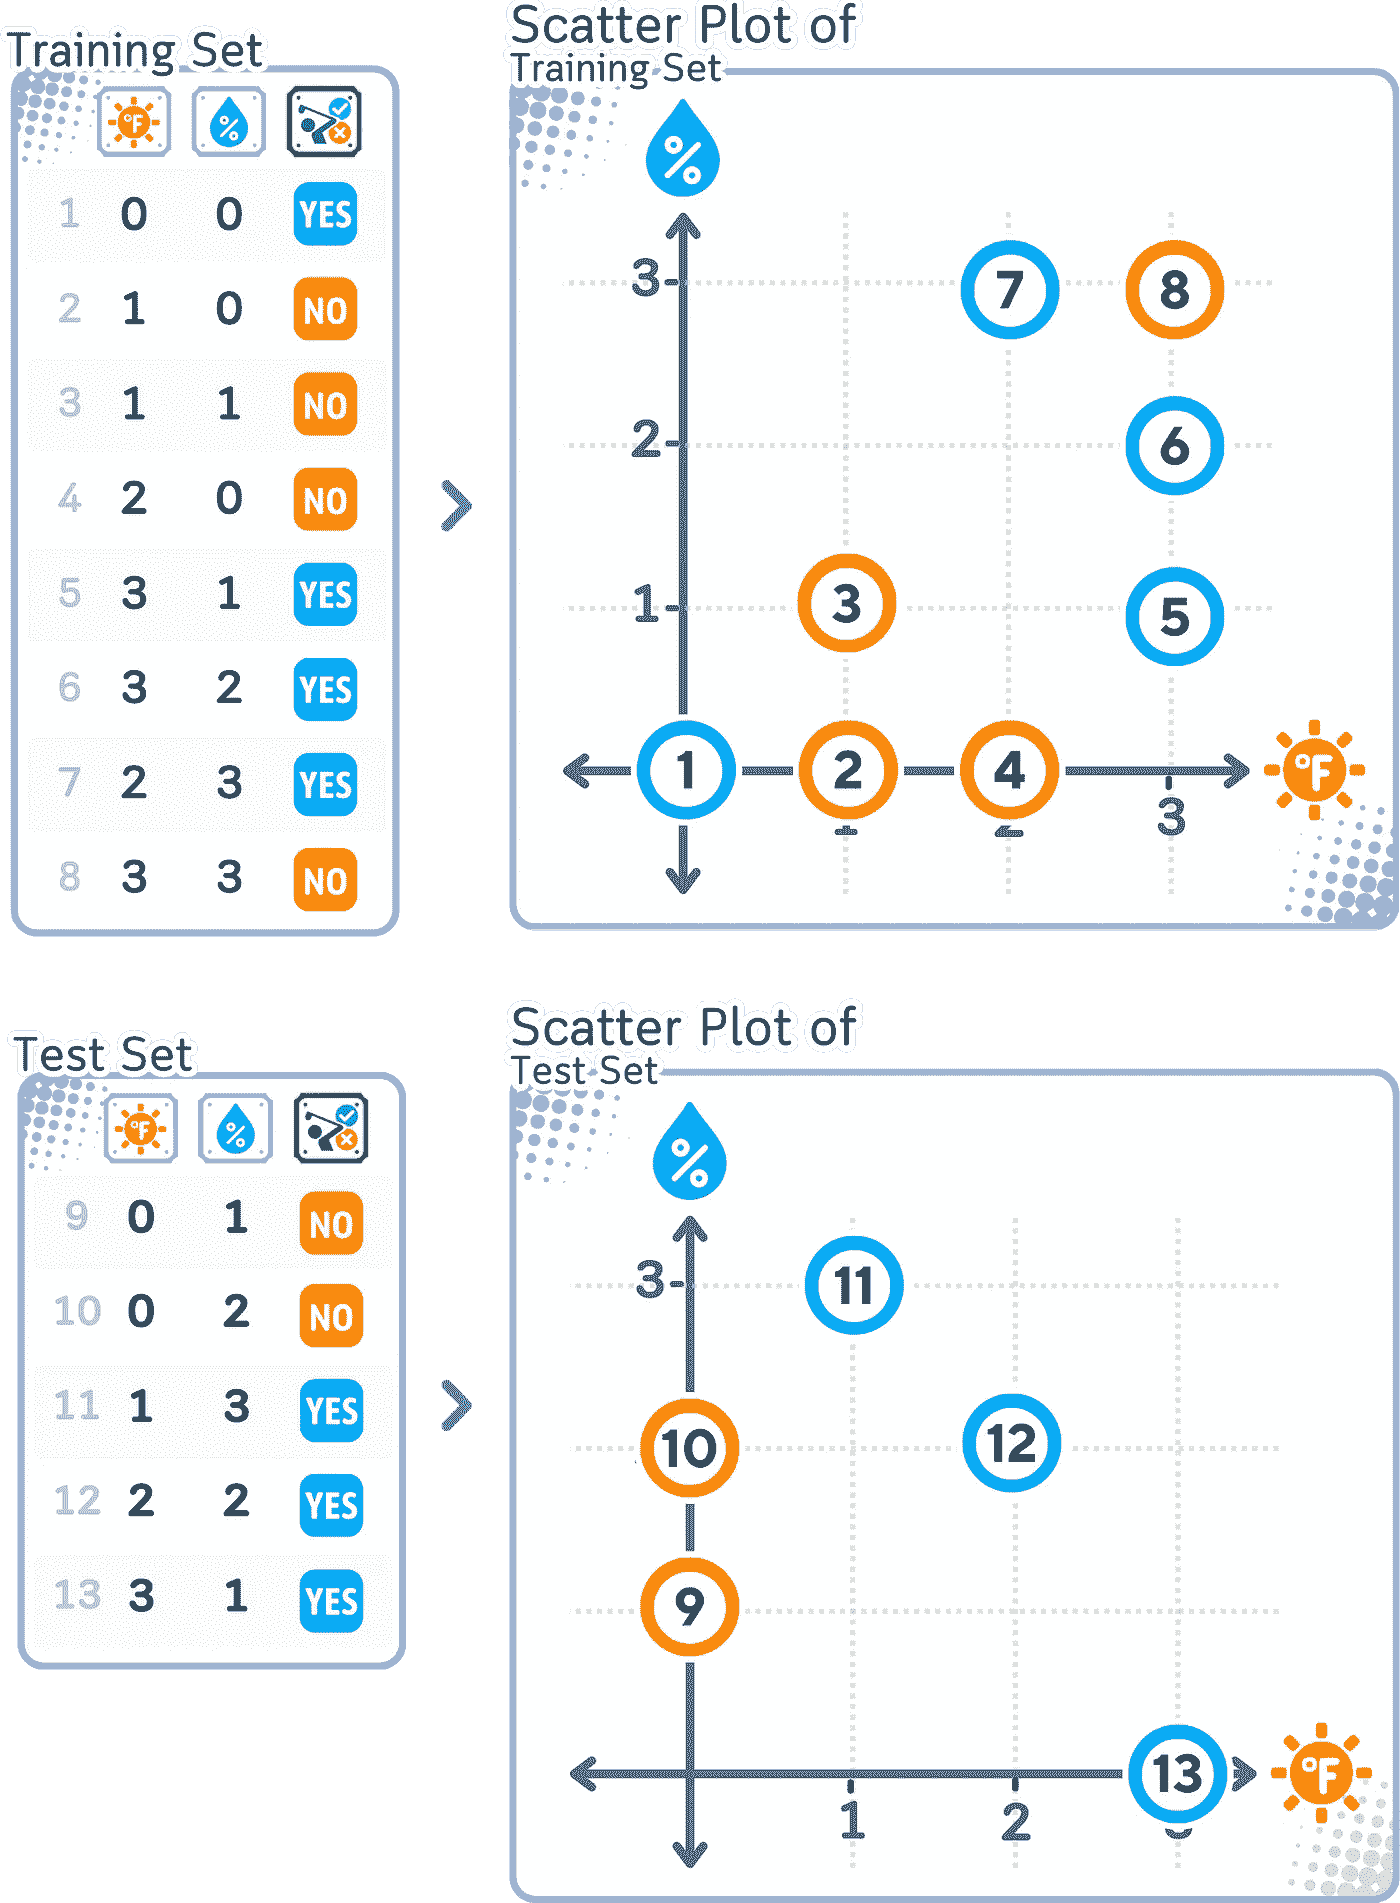 Training Set
°F % 
1 0 0 YES
2 1 0 NO
3 1 1 NO
4 2 0 NO
5 3 1 YES
6 3 2 YES
7 2 3 YES
8 3 3 NO
Scatter Plot of
Training Set
%
3 7 8
2 6
1 3 5
1 2 4 °F
3
Test Set
°F %
9 0 1 NO
10 0 2 NO
11 1 3 YES
12 2 2 YES
13 3 1 YES
Scatter Plot of
Test Set
%
3 11
10 12
9
13 °F
1 2